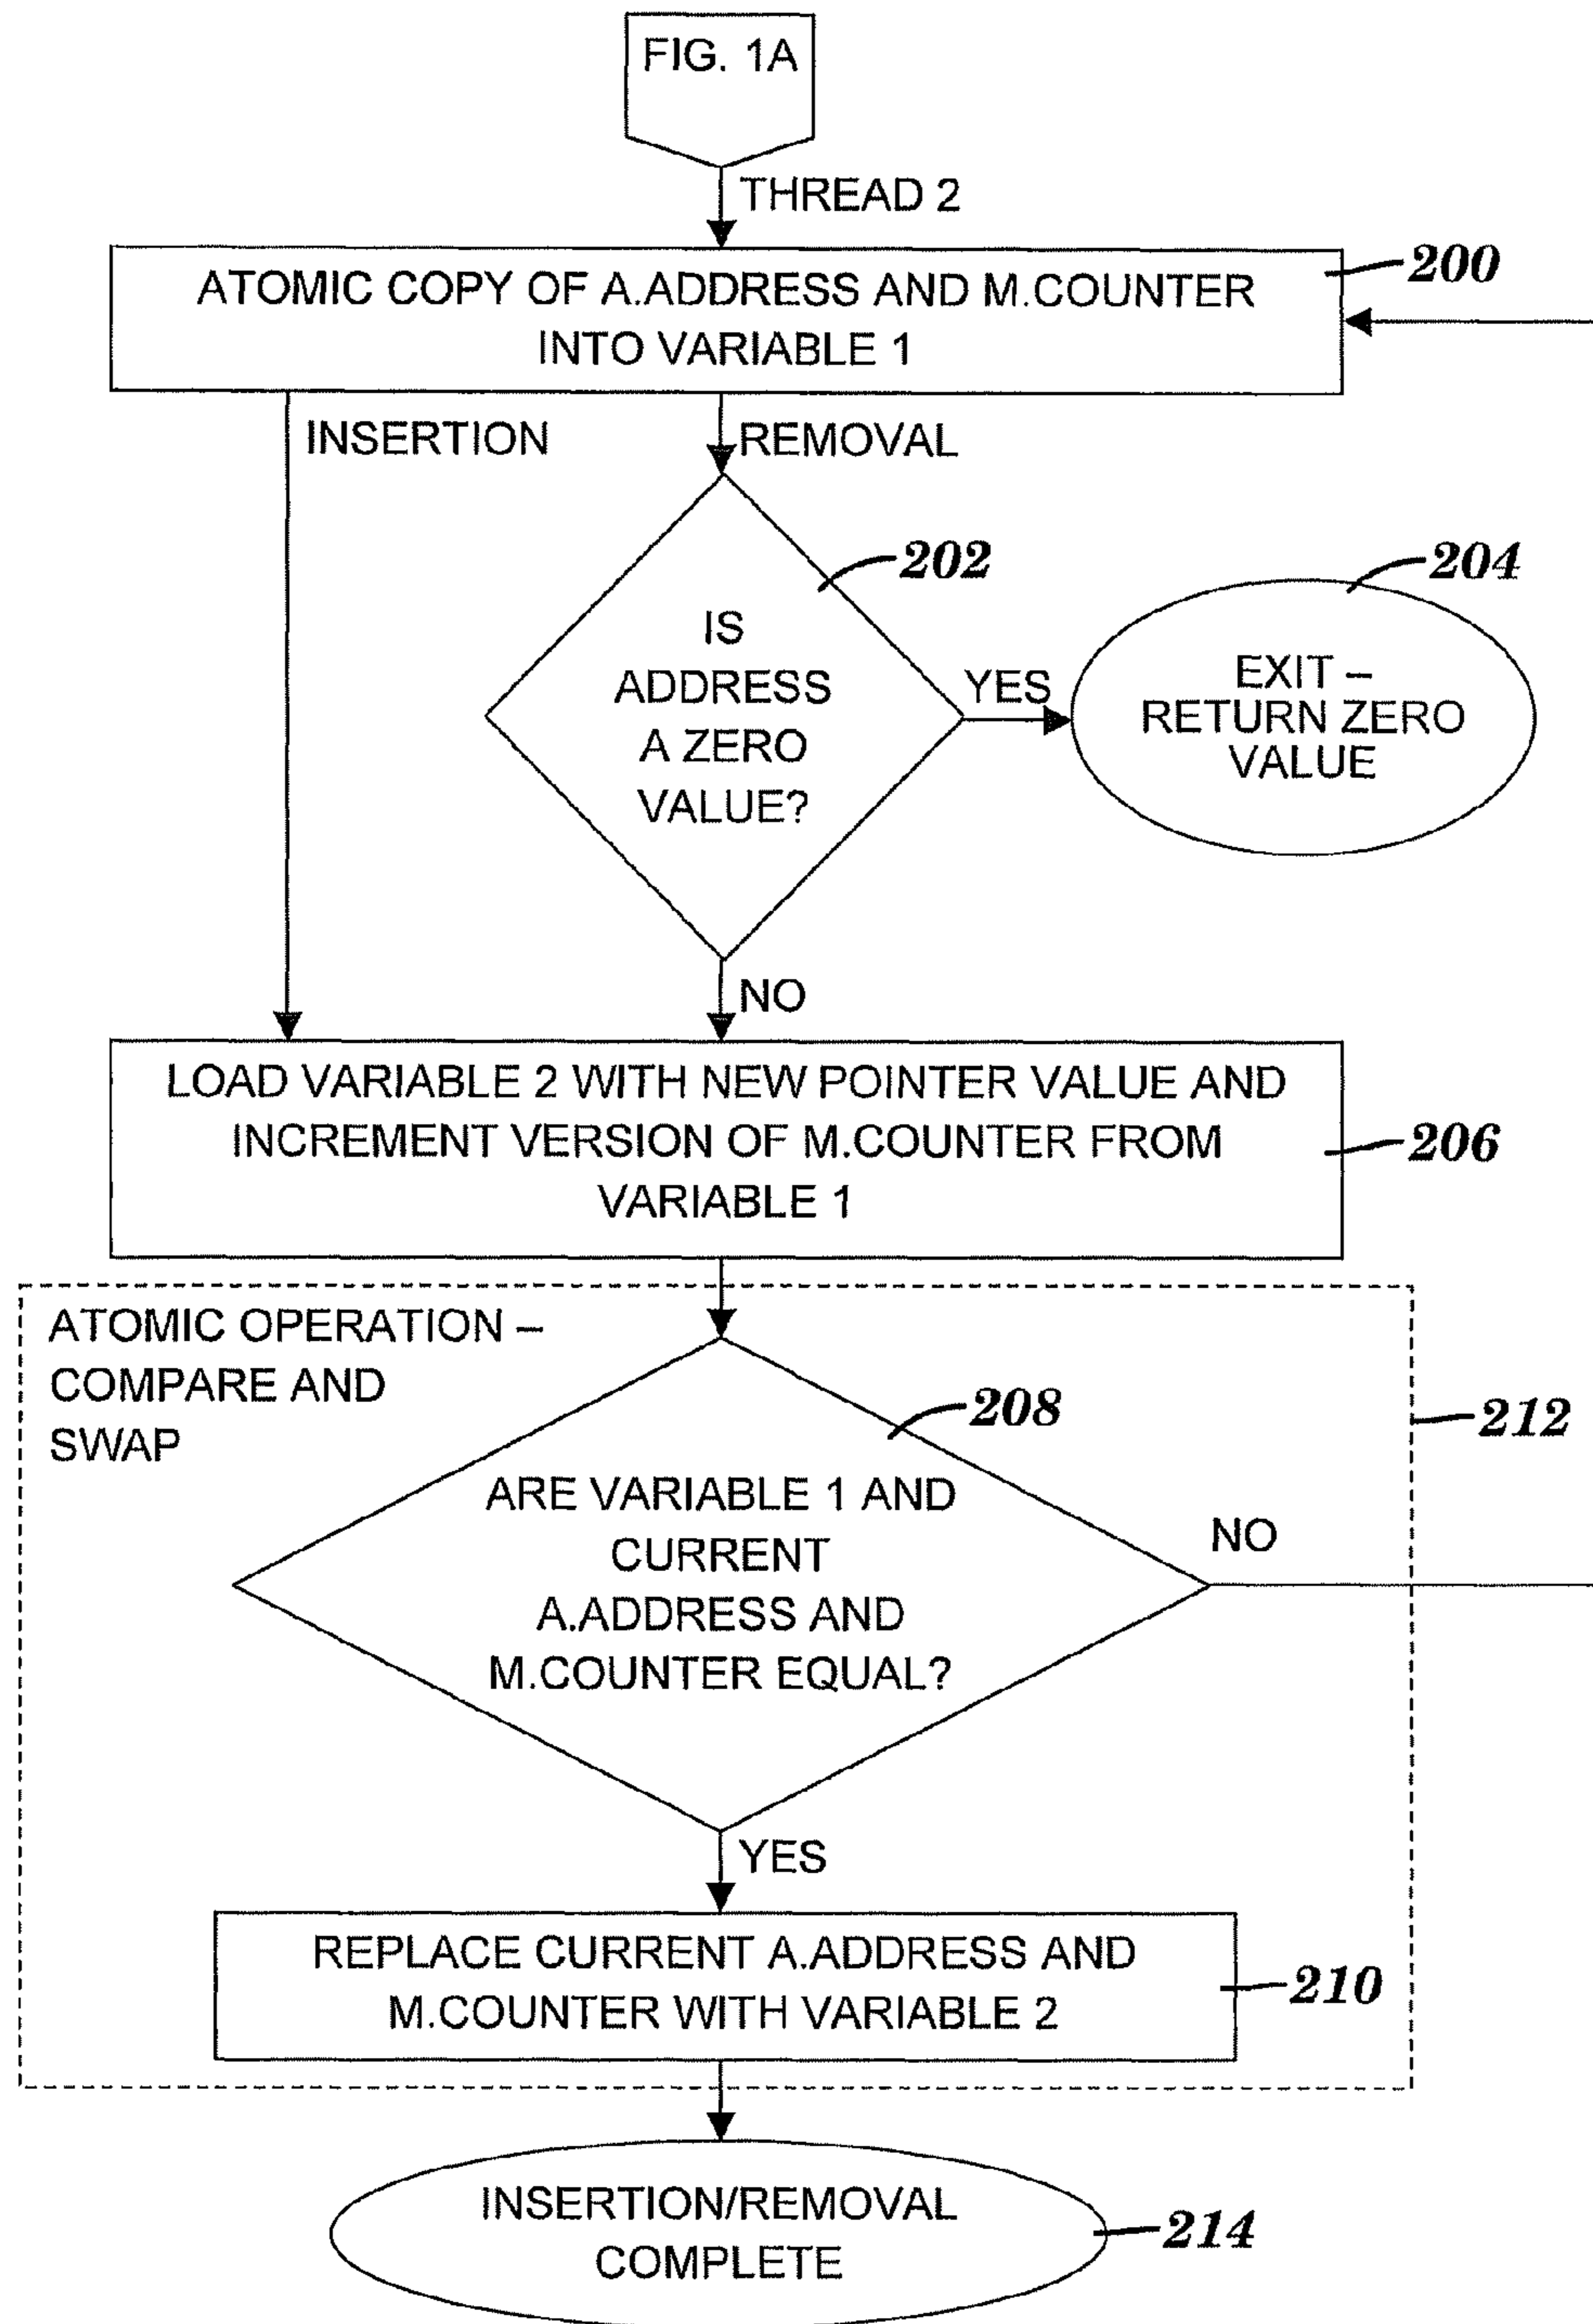 FIG. 1A
THREAD 2
200
ATOMIC COPY OF A.ADDRESS AND M.COUNTER
INTO VARIABLE 1
INSERTION
REMOVAL
202
204
IS
ADDRESS
A ZERO
VALUE?
YES
EXIT –
RETURN ZERO
VALUE
NO
LOAD VARIABLE 2 WITH NEW POINTER VALUE AND
INCREMENT VERSION OF M.COUNTER FROM
VARIABLE 1
206
ATOMIC OPERATION –
COMPARE AND
SWAP
208
212
ARE VARIABLE 1 AND
CURRENT
A.ADDRESS AND
M.COUNTER EQUAL?
NO
YES
REPLACE CURRENT A.ADDRESS AND
M.COUNTER WITH VARIABLE 2
210
INSERTION/REMOVAL
COMPLETE
214